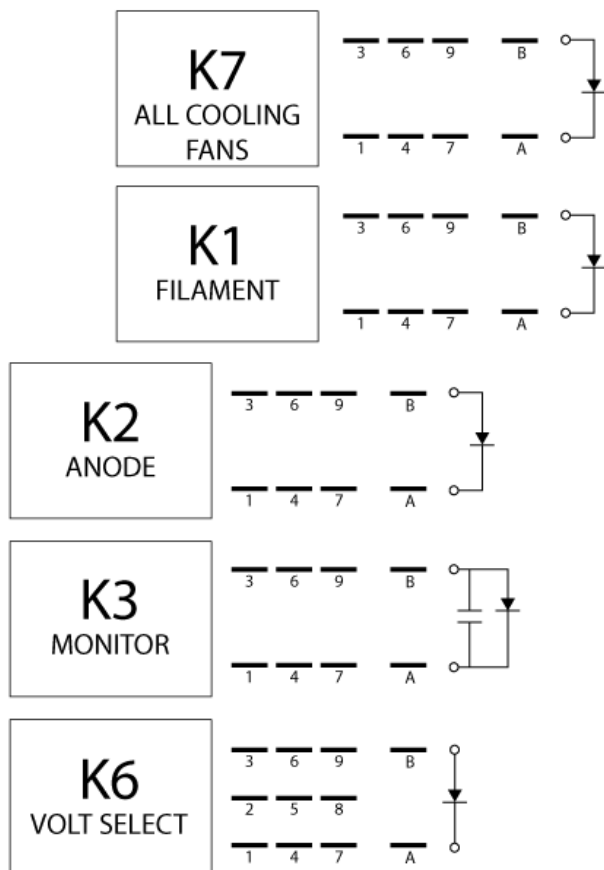 K7
ALL COOLING
FANS
3 6 9 B
1 4 7 A
K1
FILAMENT
3 6 9 B
1 4 7 A
K2
ANODE
3 6 9 B
1 4 7 A
K3
MONITOR
3 6 9 B
1 4 7 A
K6
VOLT SELECT
3 6 9 B
2 5 8
1 4 7 A